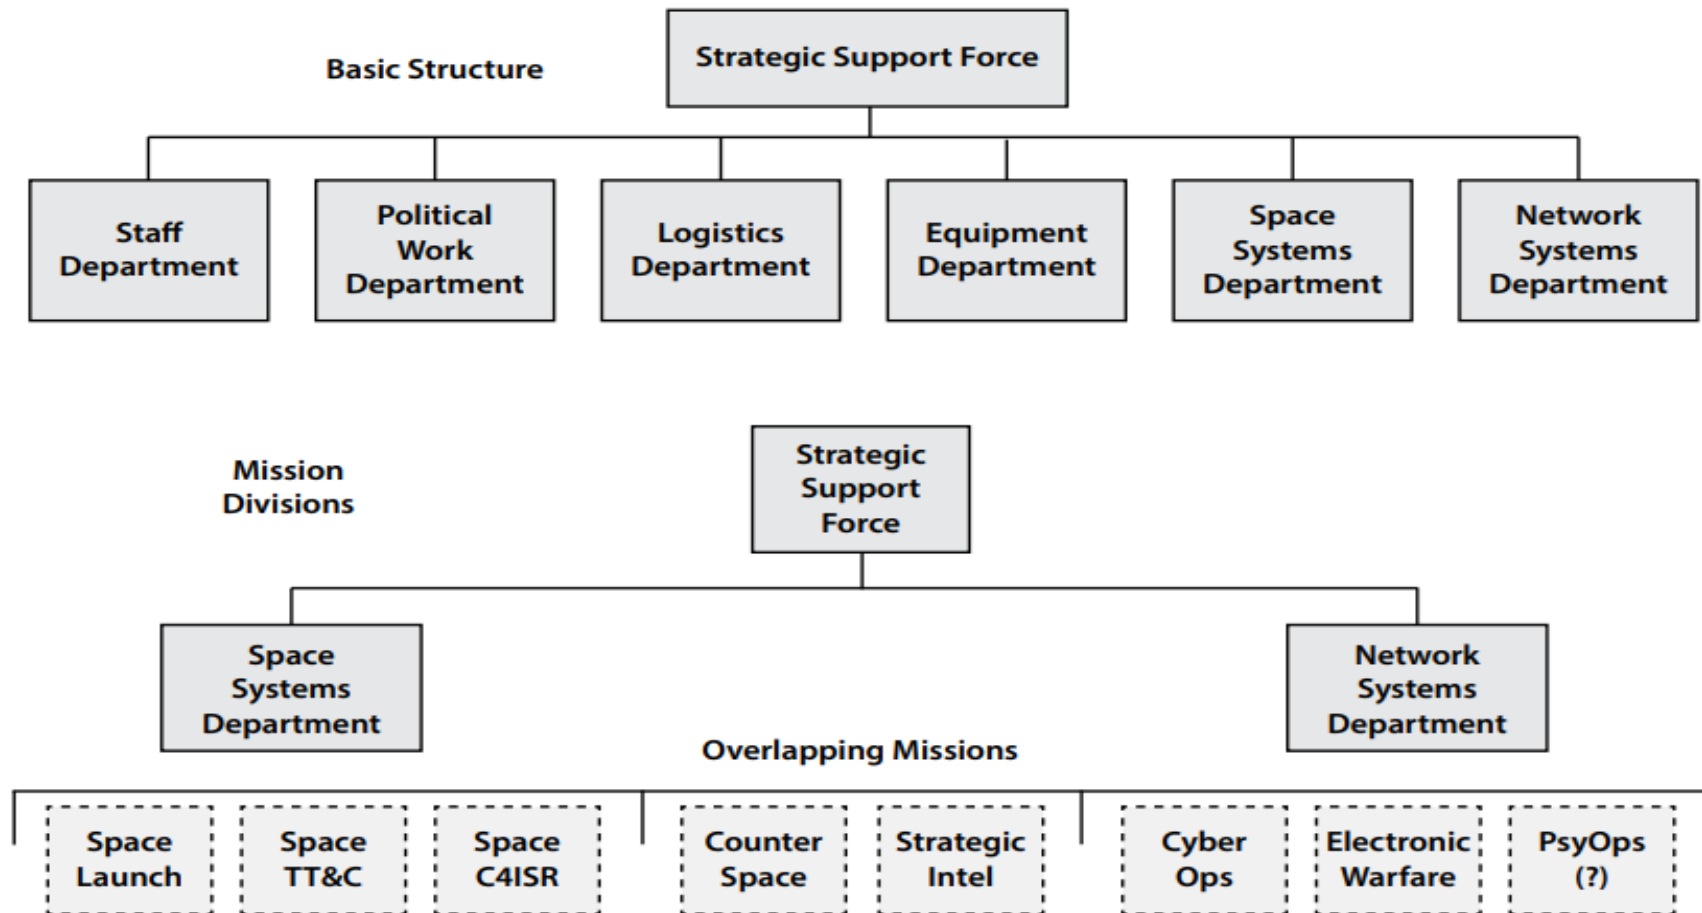 Basic Structure
Strategic Support Force
Staff
Department
Political
Work
Department
Logistics
Department
Equipment
Department
Space
Systems
Department
Network
Systems
Department
Mission
Divisions
Strategic
Support
Force
Space
Systems
Department
Network
Systems
Department
Overlapping Missions
Space
Launch
Space
TT&C
Space
C4ISR
Counter
Space
Strategic
Intel
Cyber
Ops
Electronic
Warfare
PsyOps
(?)